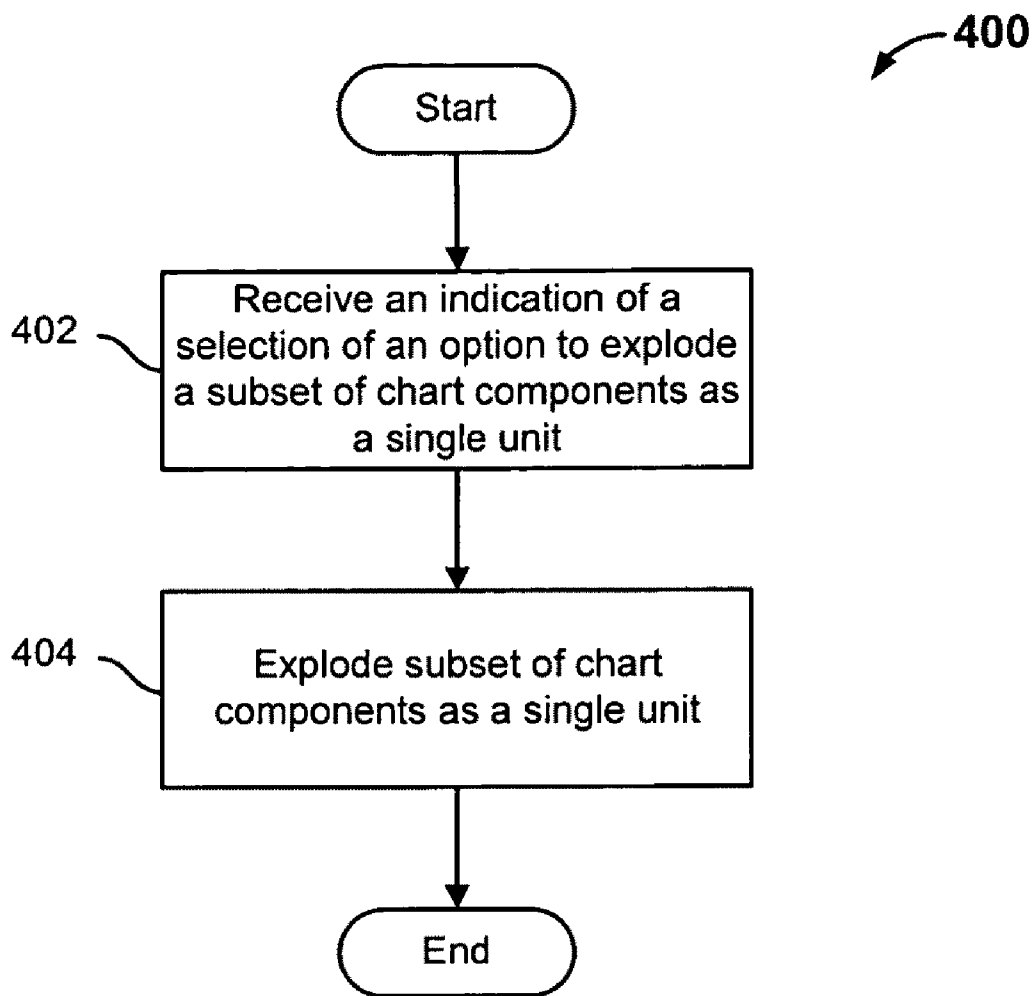 400
Start
402
Receive an indication of a
selection of an option to explode
a subset of chart components as
a single unit
404
Explode subset of chart
components as a single unit
End